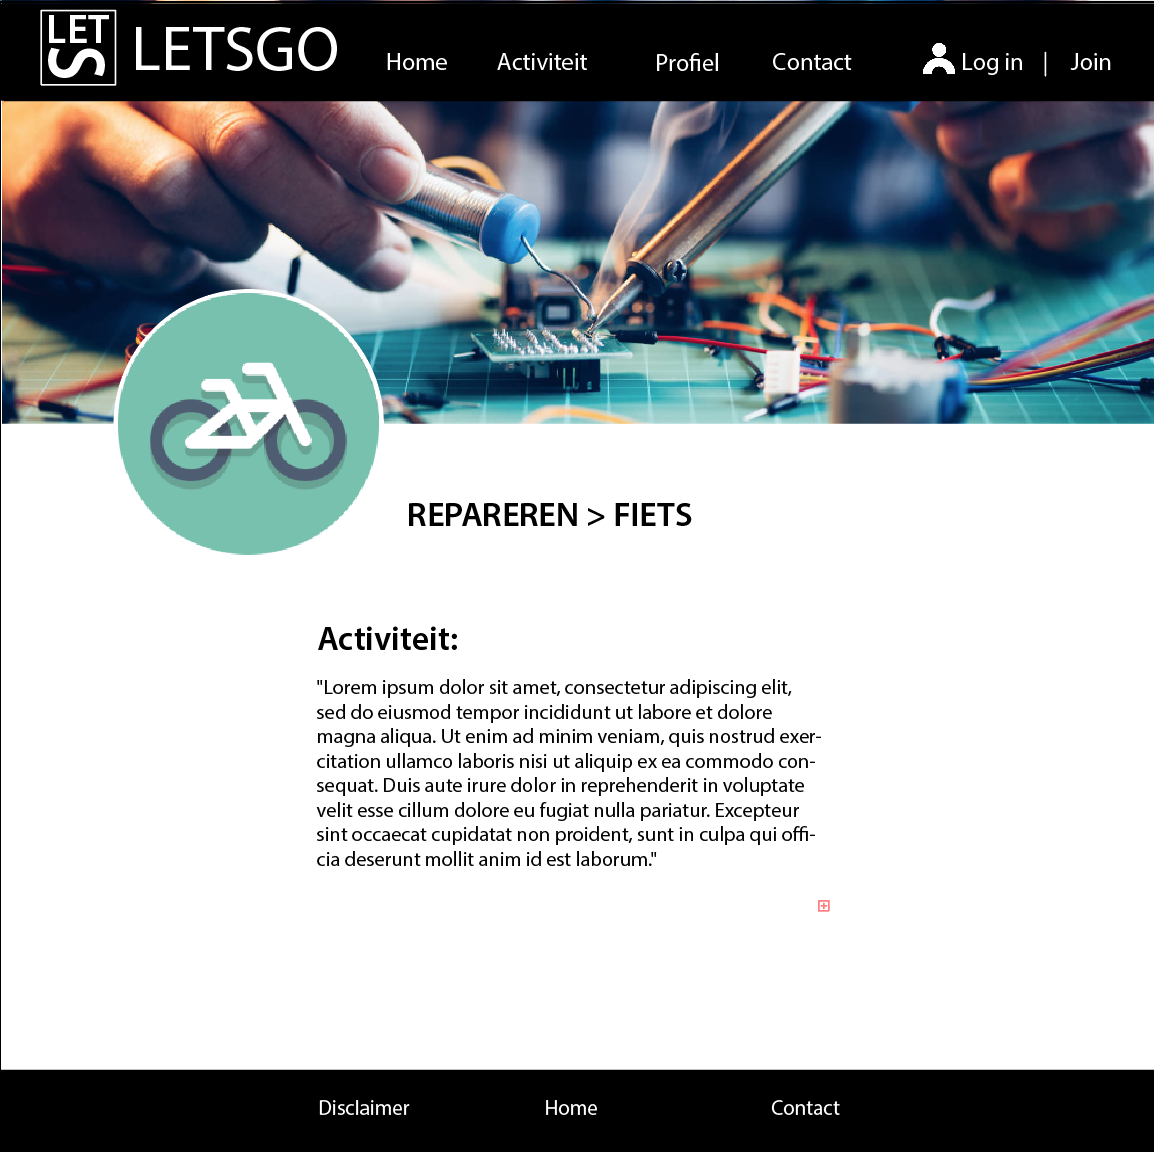 LETS
LETSGO
Home
Activiteit
Profiel
Contact
Log in | Join
REPAREREN > FIETS
Activiteit:
"Lorem ipsum dolor sit amet, consectetur adipiscing elit,
sed do eiusmod tempor incididunt ut labore et dolore
magna aliqua. Ut enim ad minim veniam, quis nostrud exer-
citation ullamco laboris nisi ut aliquip ex ea commodo con-
sequat. Duis aute irure dolor in reprehenderit in voluptate
velit esse cillum dolore eu fugiat nulla pariatur. Excepteur
sint occaecat cupidatat non proident, sunt in culpa qui offi-
cia deserunt mollit anim id est laborum."
Disclaimer
Home
Contact